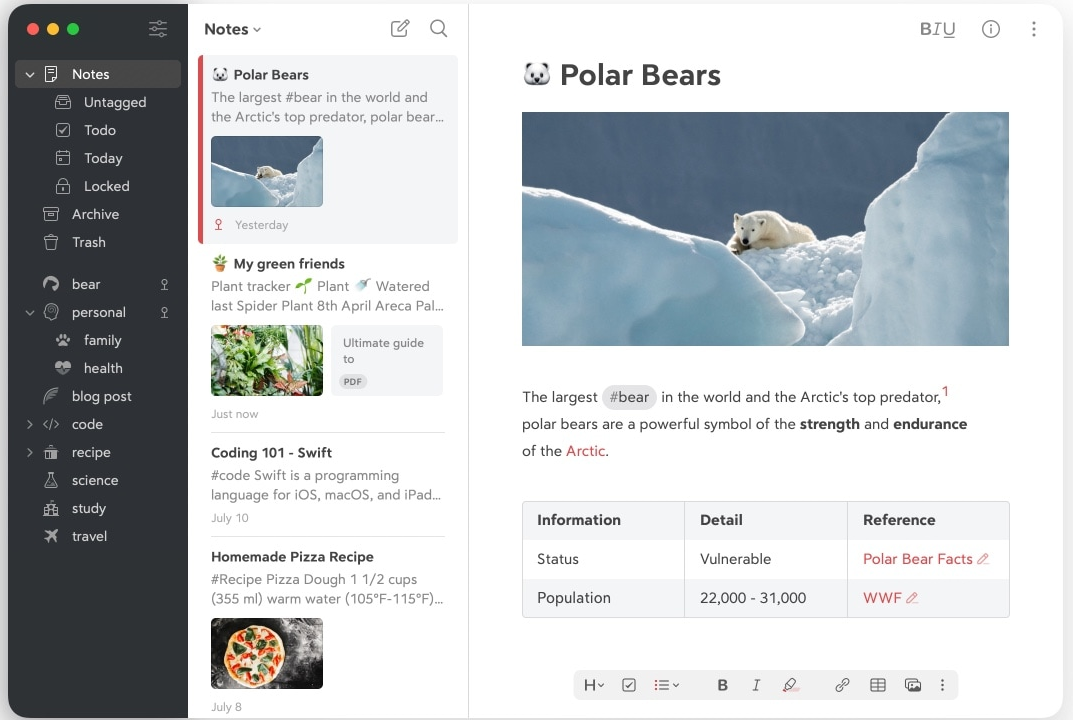 Notes
Untagged
Todo
Today
Locked
Archive
Trash
bear
personal
family
health
blog post
code
recipe
science
study
travel
Notes
🐻‍❄️ Polar Bears
The largest #bear in the world and
the Arctic's top predator, polar bear...
Yesterday
🪴 My green friends
Plant tracker 🌱 Plant 🚿 Watered
last Spider Plant 8th April Areca Pal...
Ultimate guide
to
PDF
Just now
Coding 101 - Swift
#code Swift is a programming
language for iOS, macOS, and iPad...
July 10
Homemade Pizza Recipe
#Recipe Pizza Dough 1 1/2 cups
(355 ml) warm water (105°F-115°F)...
July 8
BIU
🐻‍❄️ Polar Bears
The largest #bear in the world and the Arctic's top predator,1
polar bears are a powerful symbol of the strength and endurance
of the Arctic.
Information Detail Reference
Status Vulnerable Polar Bear Facts
Population 22,000 - 31,000 WWF
H B I